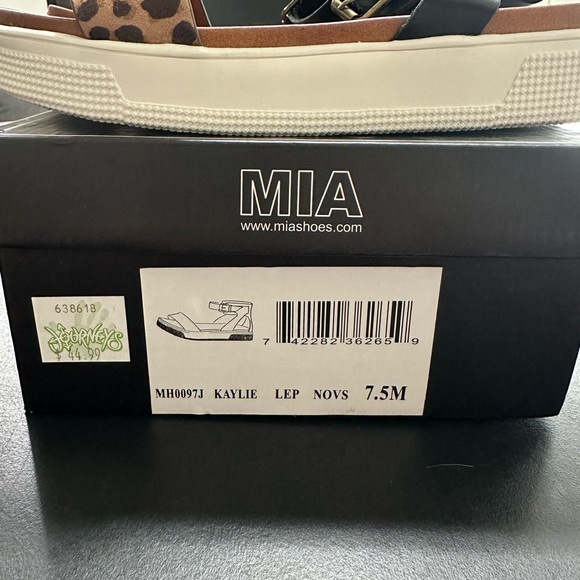 MIA
www.miashoes.com
638618
JOURNEYS
$ 44.99
7 42282 36265 9
MH0097J KAYLIE LEP NOVS 7.5M